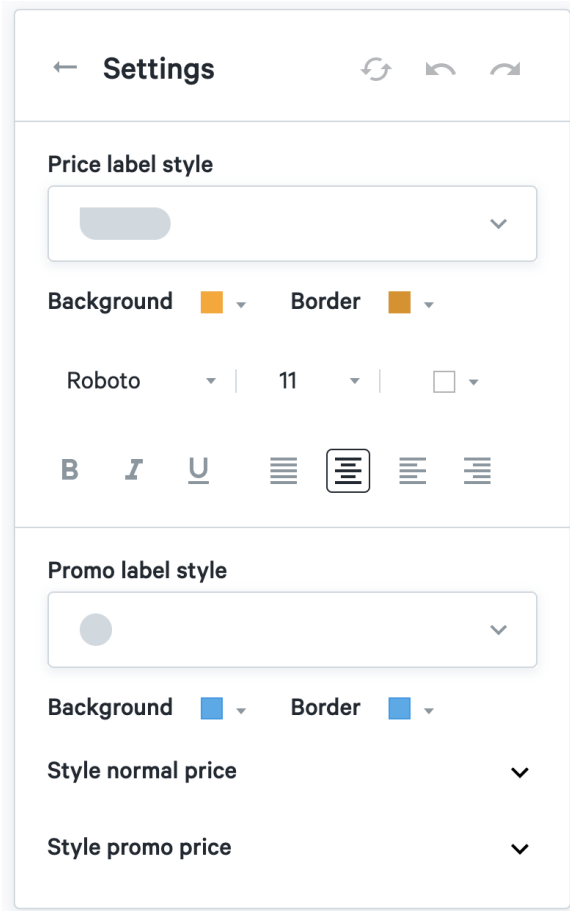 Settings
Price label style
Background Border
Roboto 11
B I U
Promo label style
Background Border
Style normal price
Style promo price